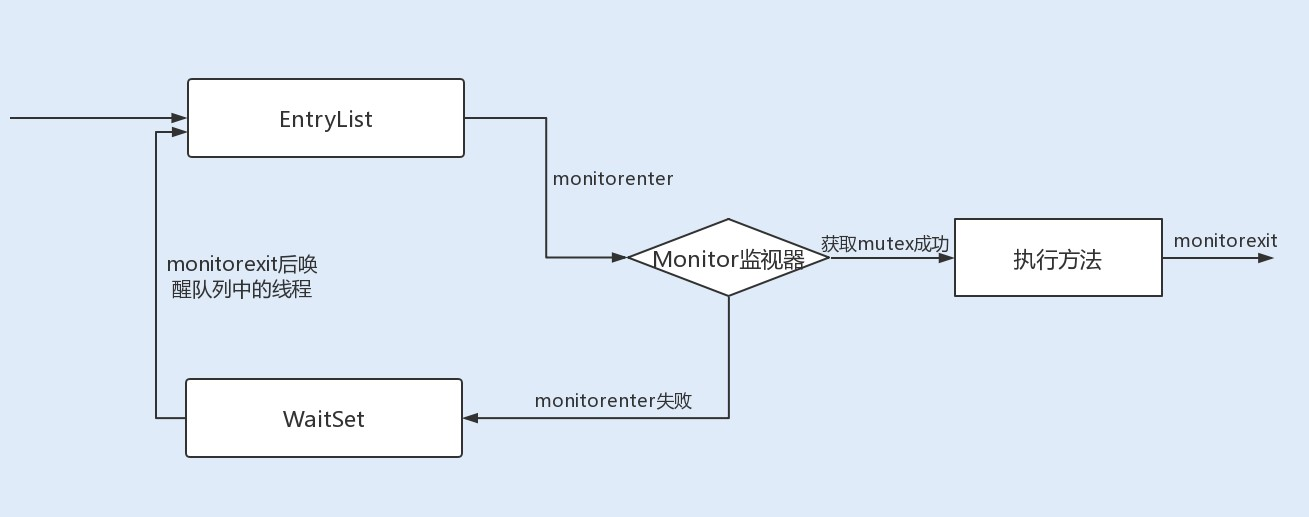 EntryList
monitorenter
获取mutex成功
monitorexit
Monitor监视器
执行方法
monitorexit后唤
醒队列中的线程
monitorenter失败
WaitSet